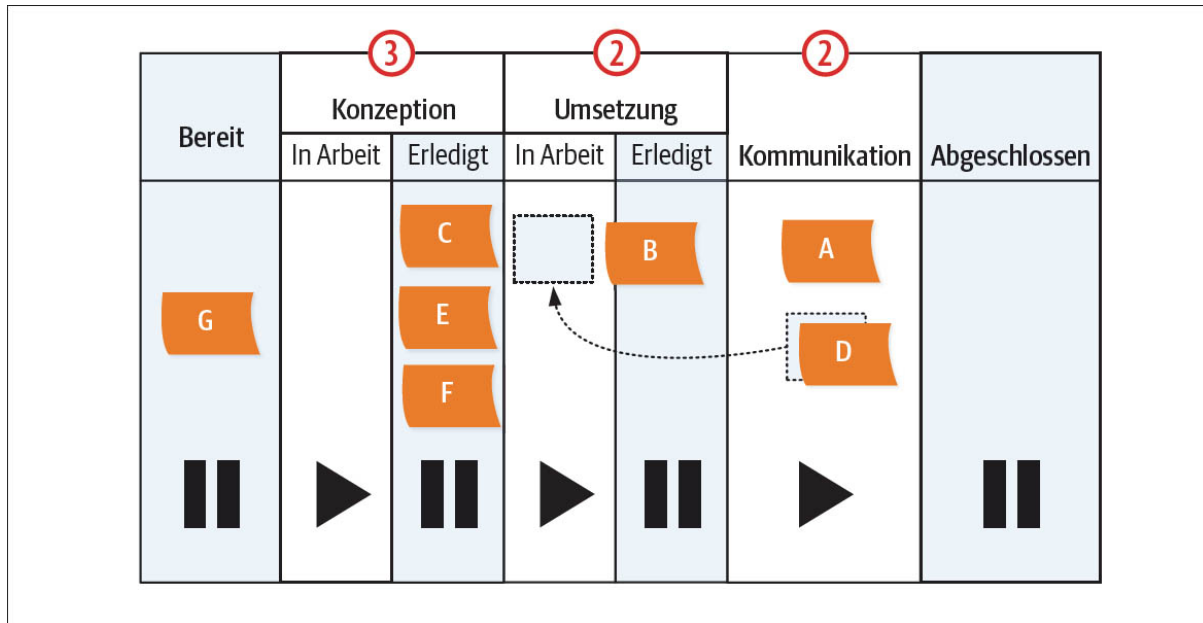 3 2 2
Konzeption Umsetzung
Bereit
In Arbeit Erledigt In Arbeit Erledigt Kommunikation Abgeschlossen
C
B
A
G
E
D
F